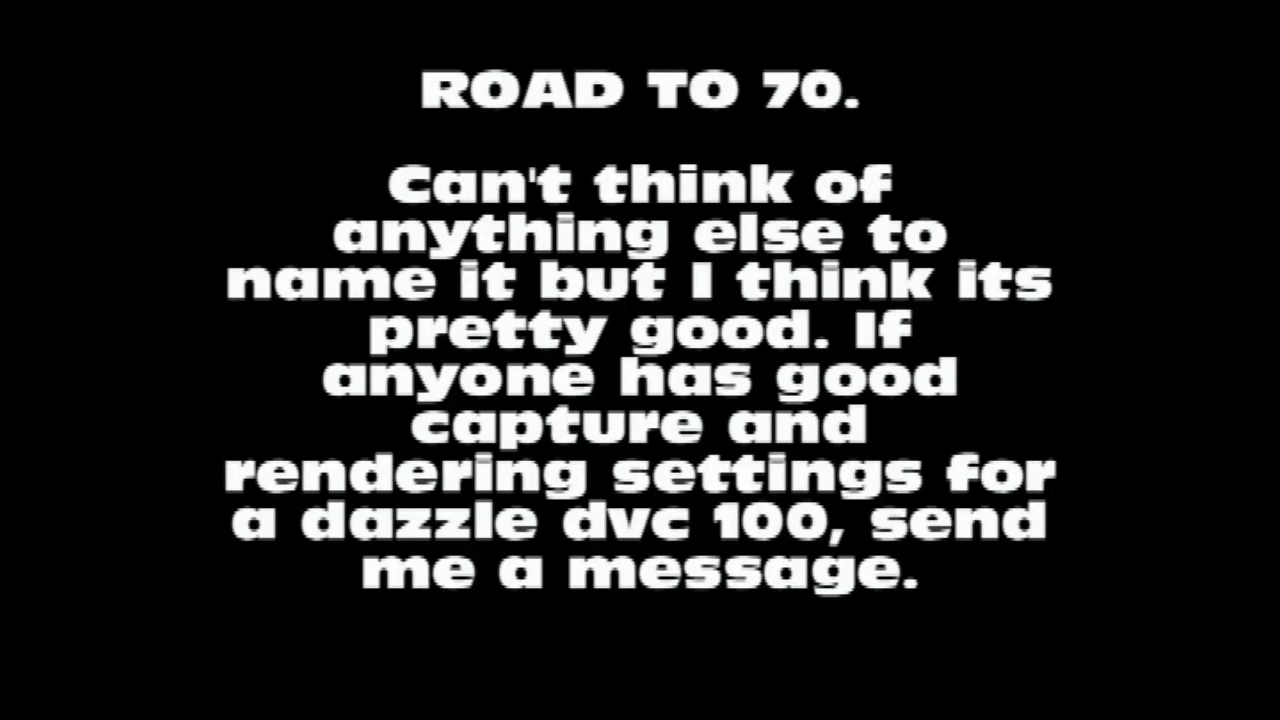 ROAD TO 70.
Can't think of
anything else to
name it but I think its
pretty good. If
anyone has good
capture and
rendering settings for
a dazzle dvc 100, send
me a message.